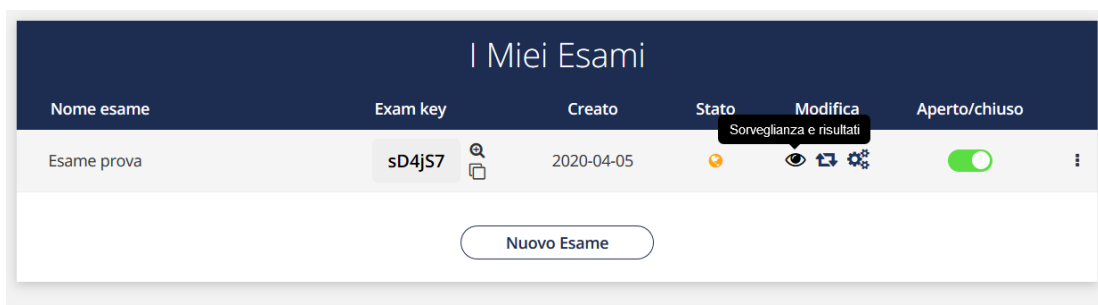 I Miei Esami
Nome esame Exam key Creato Stato Modifica Aperto/chiuso
Sorveglianza e risultati
Esame prova sD4jS7 2020-04-05
Nuovo Esame